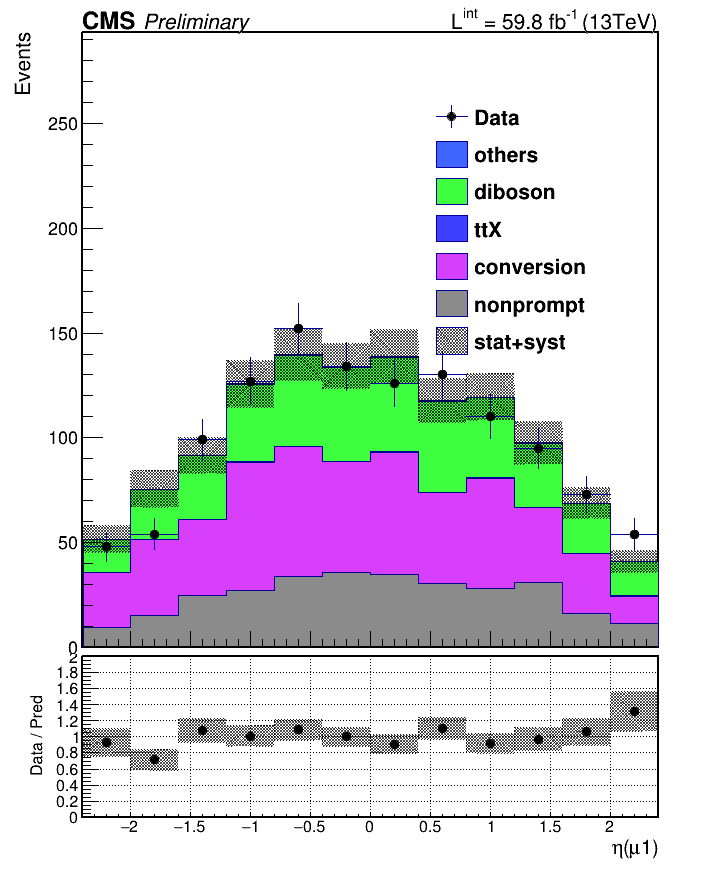 CMS Preliminary L^int = 59.8 fb^-1 (13TeV)
Events
250
200
150
100
50
0
Data
others
diboson
ttX
conversion
nonprompt
stat+syst
Data / Pred
2
1.8
1.6
1.4
1.2
1
0.8
0.6
0.4
0.2
0
−2 −1.5 −1 −0.5 0 0.5 1 1.5 2
η(μ1)